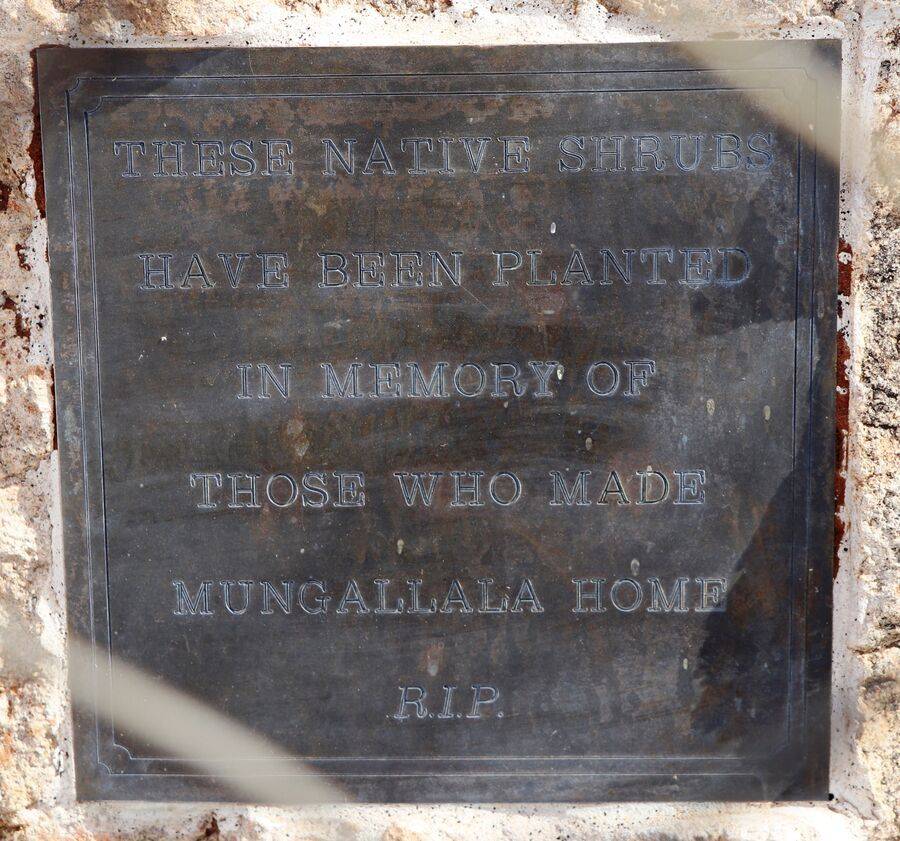 THESE NATIVE SHRUBS
HAVE BEEN PLANTED
IN MEMORY OF
THOSE WHO MADE
MUNGALLALA HOME
R.I.P.